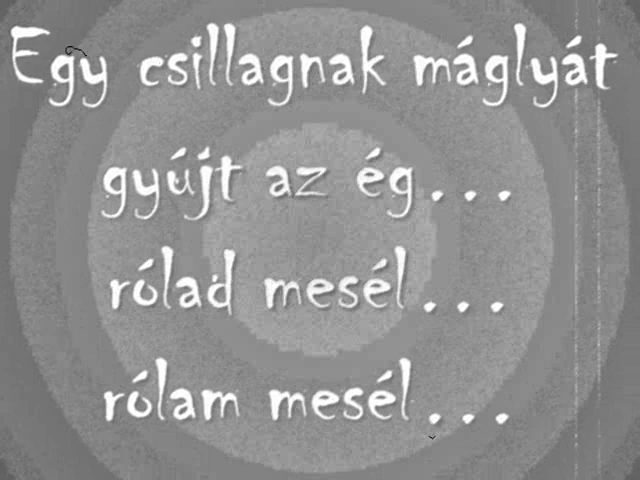 Egy csillagnak máglyát
gyújt az ég...
rólad mesél...
rólam mesél...